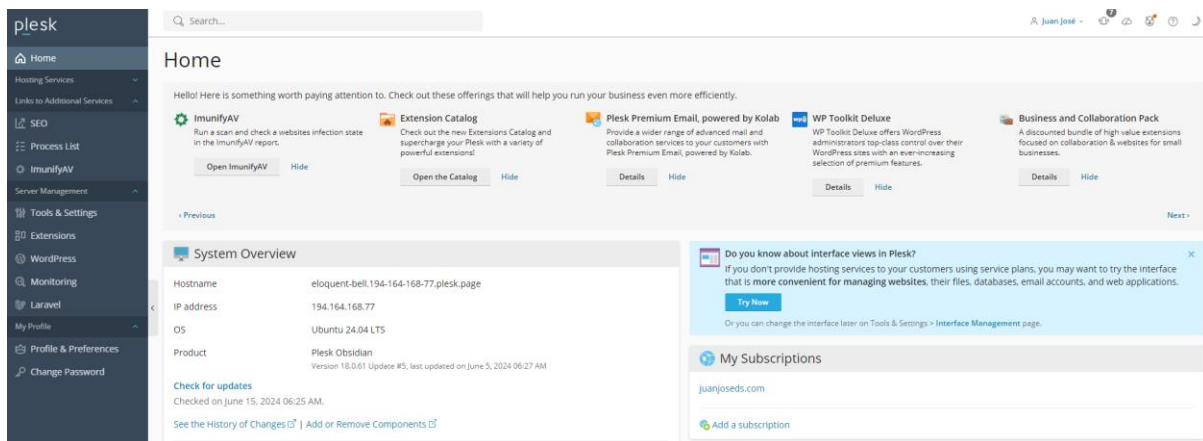 plesk
Search...
7
Juan José
Home
Hosting Services
Links to Additional Services
SEO
Process List
ImunifyAV
Server Management
Tools & Settings
Extensions
WordPress
Monitoring
Laravel
My Profile
Profile & Preferences
Change Password
Home
Hello! Here is something worth paying attention to. Check out these offerings that will help you run your business even more efficiently.
ImunifyAV
Run a scan and check a websites infection state
in the ImunifyAV report.
Open ImunifyAV
Hide
Extension Catalog
Check out the new Extensions Catalog and
supercharge your Plesk with a variety of
powerful extensions!
Open the Catalog
Hide
Plesk Premium Email, powered by Kolab
Provide a wider range of advanced mail and
collaboration services to your customers with
Plesk Premium Email, powered by Kolab.
Details
Hide
wp
WP Toolkit Deluxe
WP Toolkit Deluxe offers WordPress
administrators top-class control over their
WordPress sites with an ever-increasing
selection of premium features.
Details
Hide
Business and Collaboration Pack
A discounted bundle of high value extensions
focused on collaboration & websites for small
businesses.
Details
Hide
‹ Previous
Next ›
System Overview
Hostname eloquent-bell.194-164-168-77.plesk.page
IP address 194.164.168.77
OS Ubuntu 24.04 LTS
Product Plesk Obsidian
Version 18.0.61 Update #5, last updated on June 5, 2024 06:27 AM
Check for updates
Checked on June 15, 2024 06:25 AM.
See the History of Changes | Add or Remove Components
Do you know about interface views in Plesk?
If you don't provide hosting services to your customers using service plans, you may want to try the interface
that is more convenient for managing websites, their files, databases, email accounts, and web applications.
Try Now
Or you can change the interface later on Tools & Settings > Interface Management page.
My Subscriptions
juanjoseds.com
Add a subscription